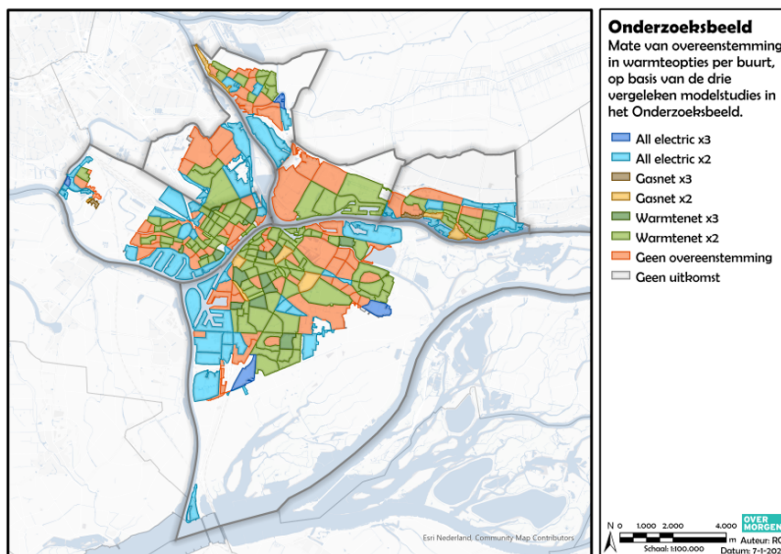 Onderzoeksbeeld
Mate van overeenstemming
in warmteopties per buurt,
op basis van de drie
vergeleken modelstudies in
het Onderzoeksbeeld.
All electric x3
All electric x2
Gasnet x3
Gasnet x2
Warmtenet x3
Warmtenet x2
Geen overeenstemming
Geen uitkomst
Esri Nederland, Community Map Contributors
N 0 1.000 2.000 4.000 m
Schaal: 1:100.000
OVER
MORGEN
Auteur: RD